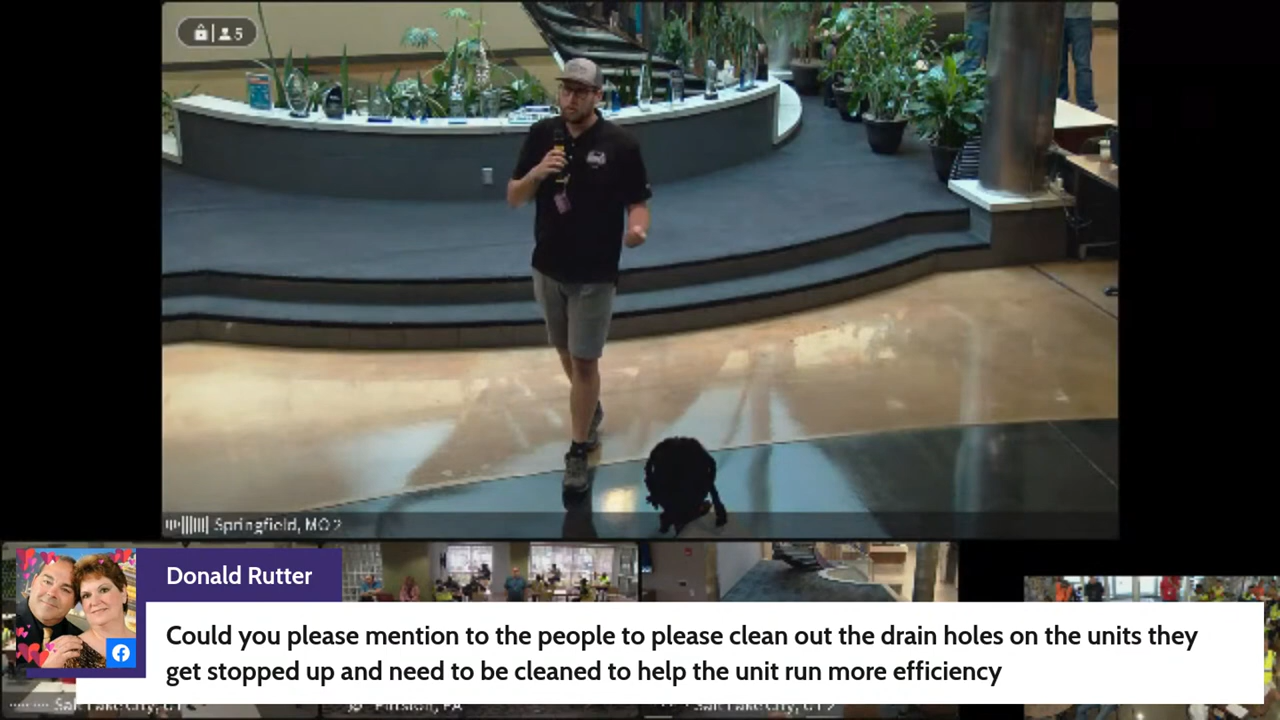 5
Springfield, MO 2
Donald Rutter
Could you please mention to the people to please clean out the drain holes on the units they
get stopped up and need to be cleaned to help the unit run more efficiency